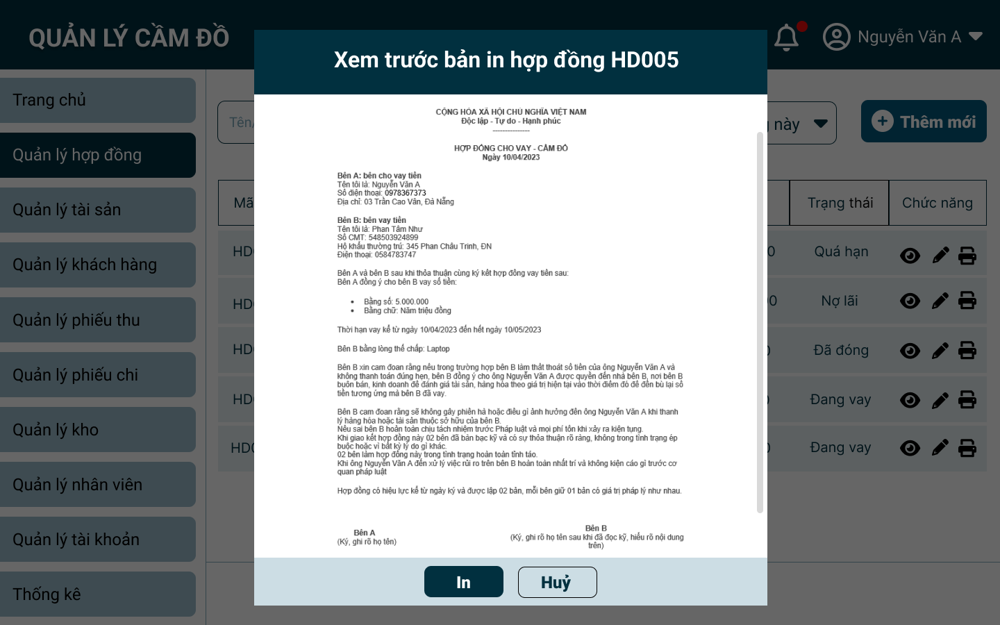 QUẢN LÝ CẦM ĐỒ
Nguyễn Văn A
Trang chủ
Quản lý hợp đồng
Quản lý tài sản
Quản lý khách hàng
Quản lý phiếu thu
Quản lý phiếu chi
Quản lý kho
Quản lý nhân viên
Quản lý tài khoản
Thống kê
Tên/
này
Thêm mới
Mã
Trạng thái
Chức năng
HD
0
Quá hạn
HD
00
Nợ lãi
HD
Đã đóng
HD
Đang vay
HD0
0
Đang vay
Xem trước bản in hợp đồng HD005
CỘNG HÒA XÃ HỘI CHỦ NGHĨA VIỆT NAM
Độc lập - Tự do - Hạnh phúc
---------------
HỢP ĐỒNG CHO VAY - CẦM ĐỒ
Ngày 10/04/2023
Bên A: bên cho vay tiền
Tên tôi là: Nguyễn Văn A
Số điện thoại: 0978367373
Địa chỉ: 03 Trần Cao Vân, Đà Nẵng
Bên B: bên vay tiền
Tên tôi là: Phan Tâm Như
Số CMT: 548503924899
Hộ khẩu thường trú: 345 Phan Châu Trinh, ĐN
Điện thoại: 0584783747
Bên A và bên B sau khi thỏa thuận cùng ký kết hợp đồng vay tiền sau:
Bên A đồng ý cho bên B vay số tiền:
• Bằng số: 5.000.000
• Bằng chữ: Năm triệu đồng
Thời hạn vay kể từ ngày 10/04/2023 đến hết ngày 10/05/2023
Bên B bằng lòng thế chấp: Laptop
Bên B xin cam đoan rằng nếu trong trường hợp bên B làm thất thoát số tiền của ông Nguyễn Văn A và
không thanh toán đúng hẹn, bên B đồng ý cho ông Nguyễn Văn A được quyền đến nhà bên B, nơi bên B
buôn bán, kinh doanh để đánh giá tài sản, hàng hóa theo giá trị hiện tại vào thời điểm đó để đền bù lại số
tiền tương ứng mà bên B đã vay.
Bên B cam đoan rằng sẽ không gây phiền hà hoặc điều gì ảnh hưởng đến ông Nguyễn Văn A khi thanh
lý hàng hóa hoặc tài sản thuộc sở hữu của bên B.
Nếu sai bên B hoàn toàn chịu tách nhiệm trước Pháp luật và mọi phí tổn khi xảy ra kiện tụng.
Khi giao kết hợp đồng này 02 bên đã bàn bạc kỹ và có sự thỏa thuận rõ ràng, không trong tình trạng ép
buộc hoặc vì bất kỳ lý do gì khác.
02 bên làm hợp đồng này trong tình trạng hoàn toàn tỉnh táo.
Khi ông Nguyễn Văn A đến xử lý việc rủi ro trên bên B hoàn toàn nhất trí và không kiện cáo gì trước cơ
quan pháp luật
Hợp đồng có hiệu lực kể từ ngày ký và được lập 02 bản, mỗi bên giữ 01 bản có giá trị pháp lý như nhau.
Bên A
(Ký, ghi rõ họ tên)
Bên B
(Ký, ghi rõ họ tên sau khi đã đọc kỹ, hiểu rõ nội dung
trên)
In
Huỷ